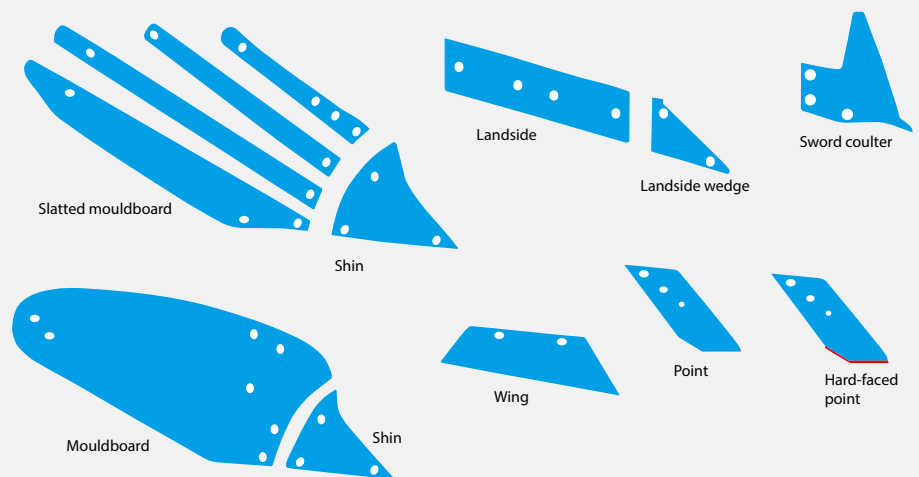 Landside
Sword coulter
Landside wedge
Slatted mouldboard
Shin
Point
Hard-faced
point
Wing
Shin
Mouldboard